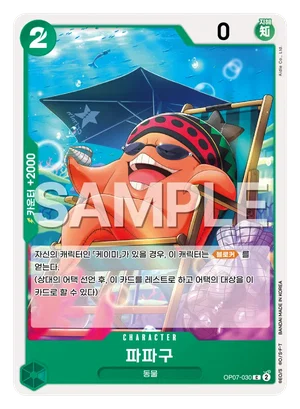 2
0
지혜
知
카운터 +2000
SAMPLE
자신의 캐릭터인 「케이미」가 있을 경우, 이 캐릭터는 블로커 를
얻는다.
(상대의 어택 선언 후, 이 카드를 레스트로 하고 어택의 대상을 이
카드로 할 수 있다)
CHARACTER
파파구
동물
OP07-030 C 2
BANDAI MADE IN KOREA